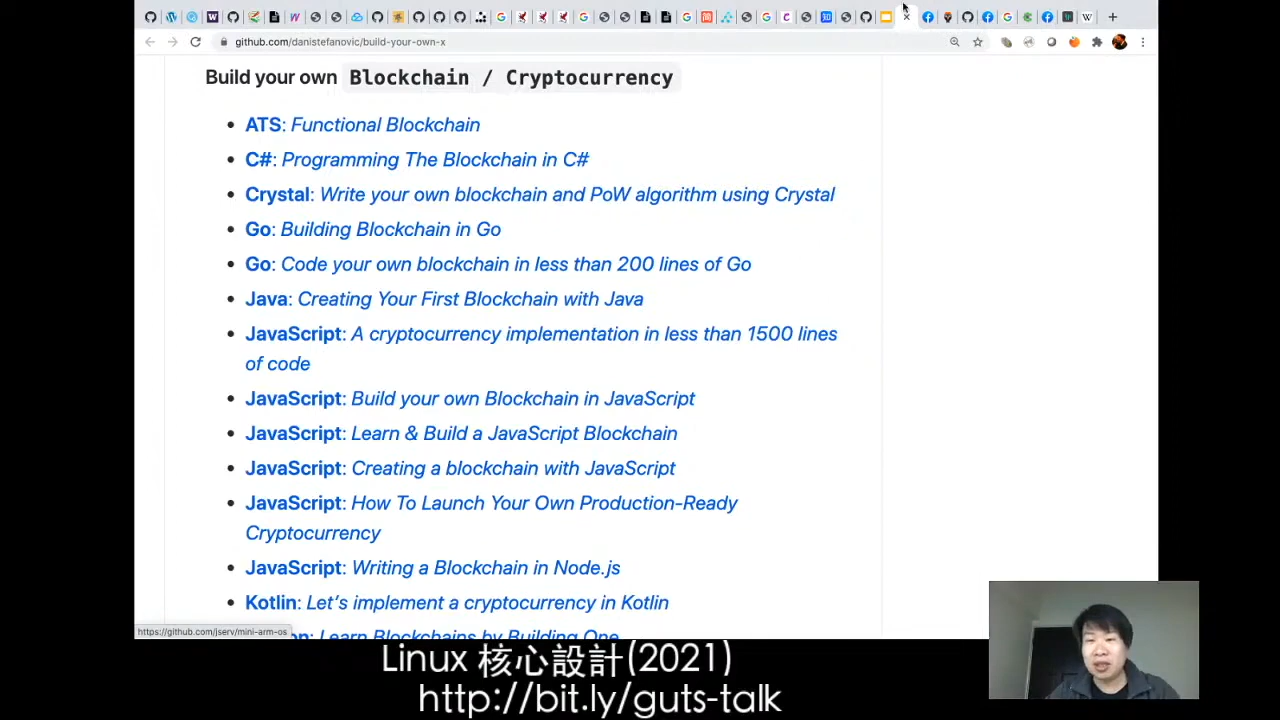 github.com/danistefanovic/build-your-own-x
Build your own Blockchain / Cryptocurrency
• ATS: Functional Blockchain
• C#: Programming The Blockchain in C#
• Crystal: Write your own blockchain and PoW algorithm using Crystal
• Go: Building Blockchain in Go
• Go: Code your own blockchain in less than 200 lines of Go
• Java: Creating Your First Blockchain with Java
• JavaScript: A cryptocurrency implementation in less than 1500 lines
of code
• JavaScript: Build your own Blockchain in JavaScript
• JavaScript: Learn & Build a JavaScript Blockchain
• JavaScript: Creating a blockchain with JavaScript
• JavaScript: How To Launch Your Own Production-Ready
Cryptocurrency
• JavaScript: Writing a Blockchain in Node.js
• Kotlin: Let's implement a cryptocurrency in Kotlin
on: Learn Blockchains by Building One
https://github.com/jserv/mini-arm-os
Linux 核心設計(2021)
http://bit.ly/guts-talk